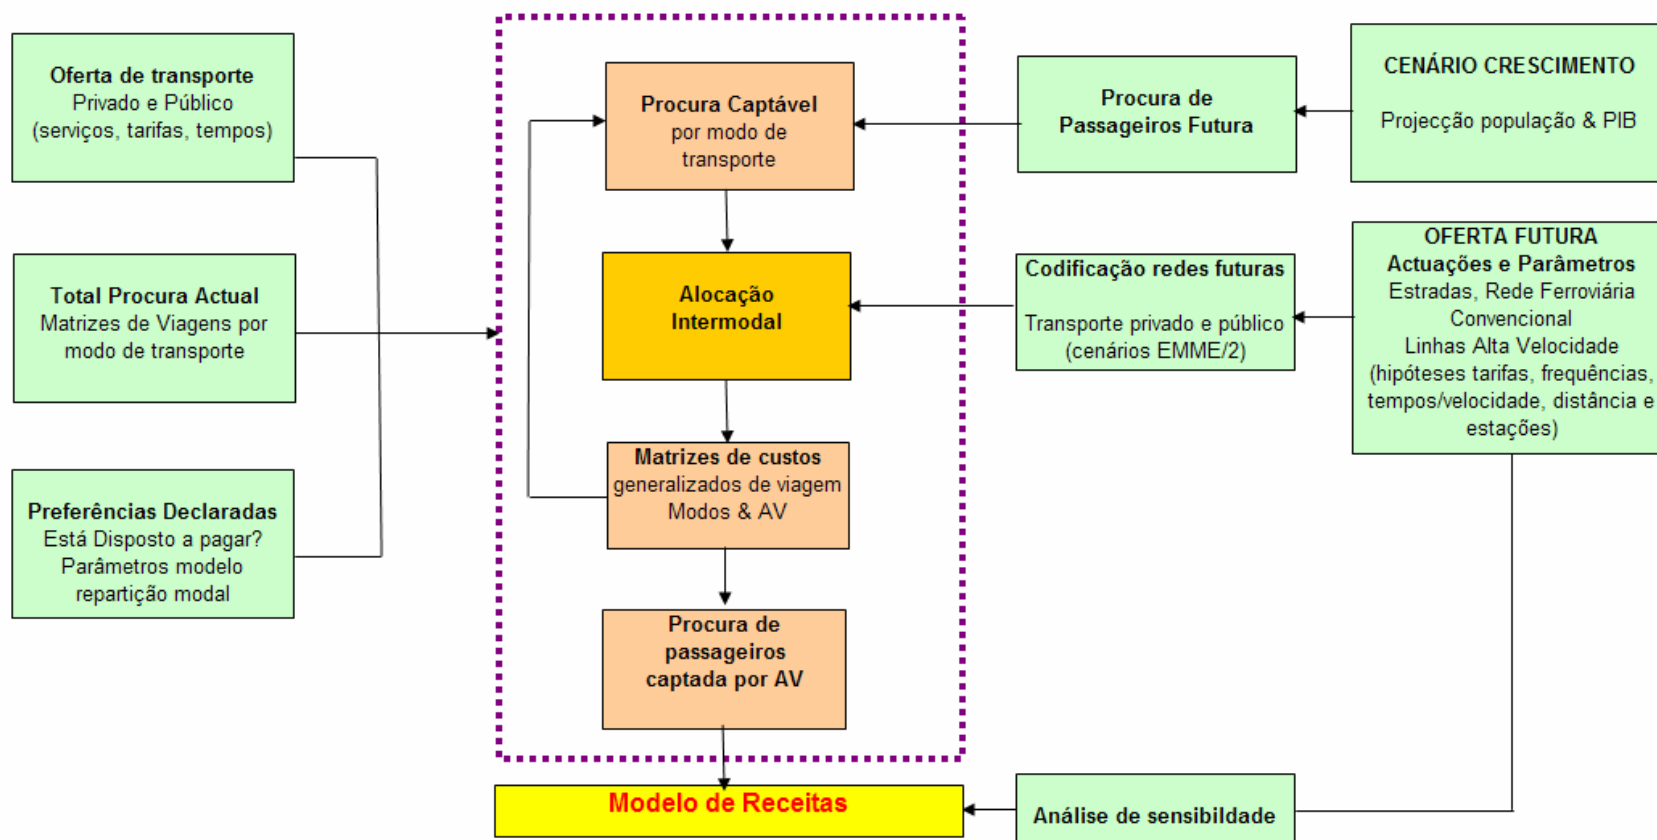 Oferta de transporte
Privado e Público
(serviços, tarifas, tempos)
Total Procura Actual
Matrizes de Viagens por
modo de transporte
Preferências Declaradas
Está Disposto a pagar?
Parâmetros modelo
repartição modal
Procura Captável
por modo de
transporte
Alocação
Intermodal
Matrizes de custos
generalizados de viagem
Modos & AV
Procura de
passageiros
captada por AV
Modelo de Receitas
Procura de
Passageiros Futura
Codificação redes futuras
Transporte privado e público
(cenários EMME/2)
Análise de sensibildade
CENÁRIO CRESCIMENTO
Projecção população & PIB
OFERTA FUTURA
Actuações e Parâmetros
Estradas, Rede Ferroviária
Convencional
Linhas Alta Velocidade
(hipóteses tarifas, frequências,
tempos/velocidade, distância e
estações)